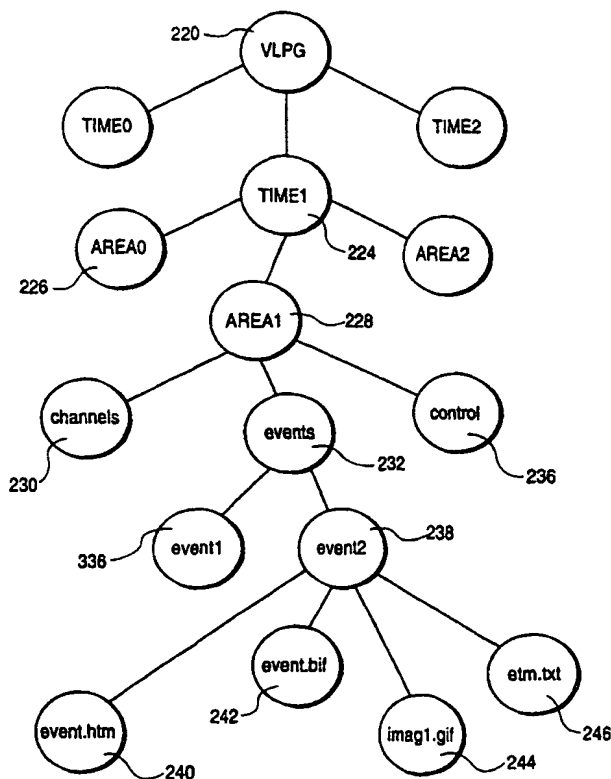 220
VLPG
TIME0
TIME2
TIME1
224
AREA0
226
AREA2
AREA1
228
channels
230
events
232
control
236
event1
336
event2
238
event.htm
240
event.bif
242
imag1.gif
244
etm.txt
246